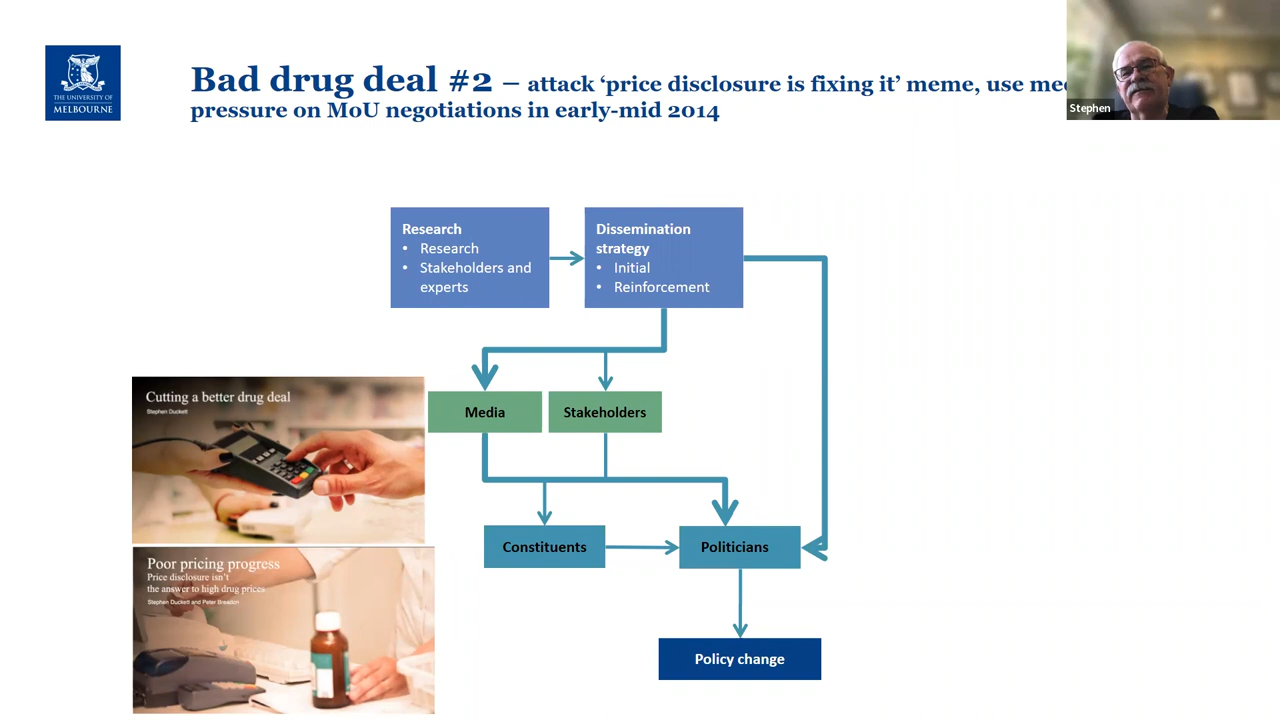 THE UNIVERSITY OF
MELBOURNE
Bad drug deal #2 – attack ‘price disclosure is fixing it’ meme, use
pressure on MoU negotiations in early-mid 2014
Stephen
Research
• Research
• Stakeholders and
experts
Dissemination
strategy
• Initial
• Reinforcement
Cutting a better drug deal
Stephen Duckett
Media
Stakeholders
Constituents
Politicians
Poor pricing progress
Price disclosure isn’t
the answer to high drug prices
Stephen Duckett and Peter Breadon
Policy change